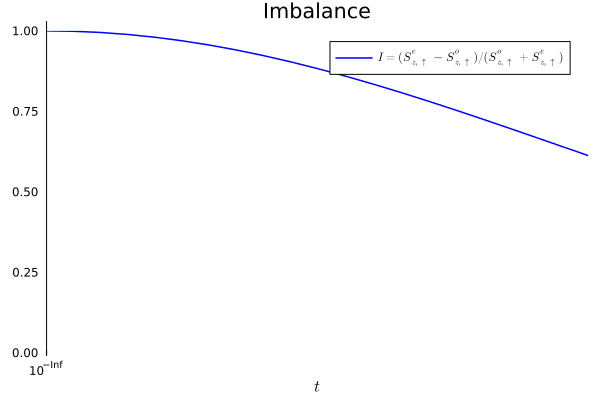 Imbalance
1.00
I = (S^e_{z,↑} − S^o_{z,↑})/(S^o_{z,↑} + S^e_{z,↑})
0.75
0.50
0.25
0.00
10^−Inf
t